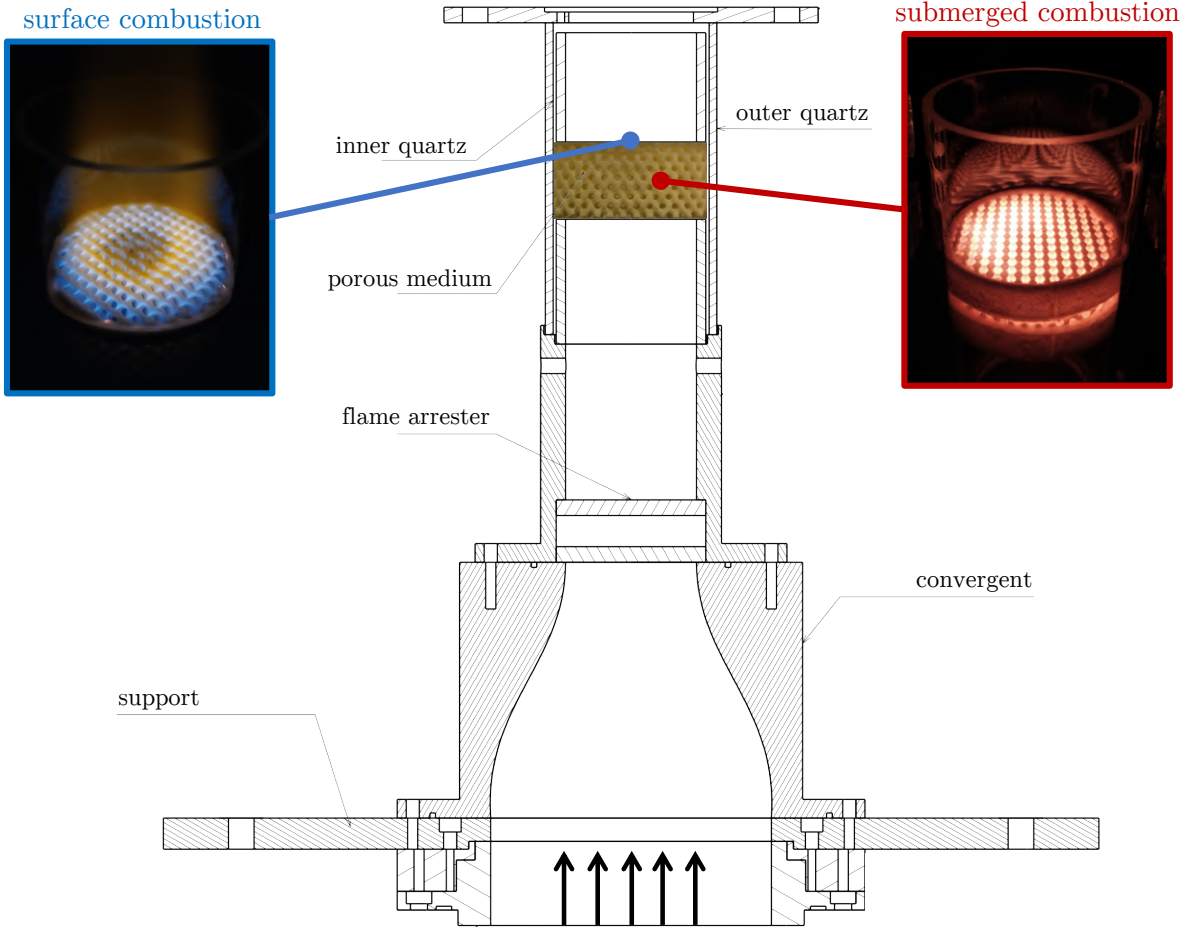 surface combustion
submerged combustion
outer quartz
inner quartz
porous medium
flame arrester
convergent
support